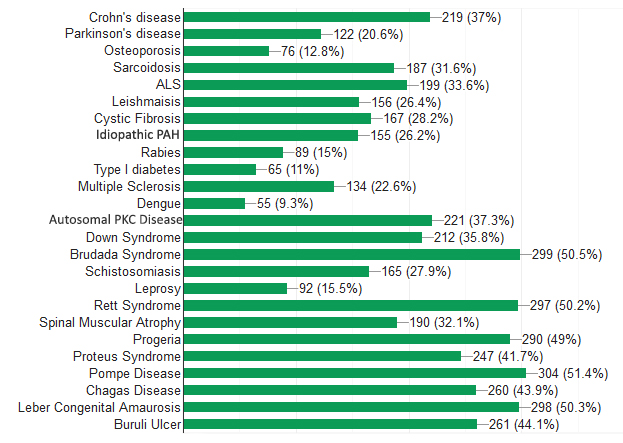 Crohn's disease 219 (37%)
Parkinson's disease 122 (20.6%)
Osteoporosis 76 (12.8%)
Sarcoidosis 187 (31.6%)
ALS 199 (33.6%)
Leishmaisis 156 (26.4%)
Cystic Fibrosis 167 (28.2%)
Idiopathic PAH 155 (26.2%)
Rabies 89 (15%)
Type I diabetes 65 (11%)
Multiple Sclerosis 134 (22.6%)
Dengue 55 (9.3%)
Autosomal PKC Disease 221 (37.3%)
Down Syndrome 212 (35.8%)
Brudada Syndrome 299 (50.5%)
Schistosomiasis 165 (27.9%)
Leprosy 92 (15.5%)
Rett Syndrome 297 (50.2%)
Spinal Muscular Atrophy 190 (32.1%)
Progeria 290 (49%)
Proteus Syndrome 247 (41.7%)
Pompe Disease 304 (51.4%)
Chagas Disease 260 (43.9%)
Leber Congenital Amaurosis 298 (50.3%)
Buruli Ulcer 261 (44.1%)